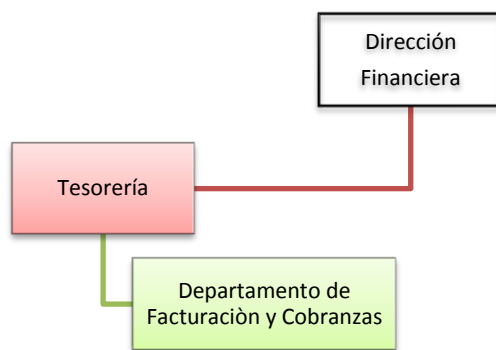 Dirección
Financiera
Tesorería
Departamento de
Facturaciòn y Cobranzas